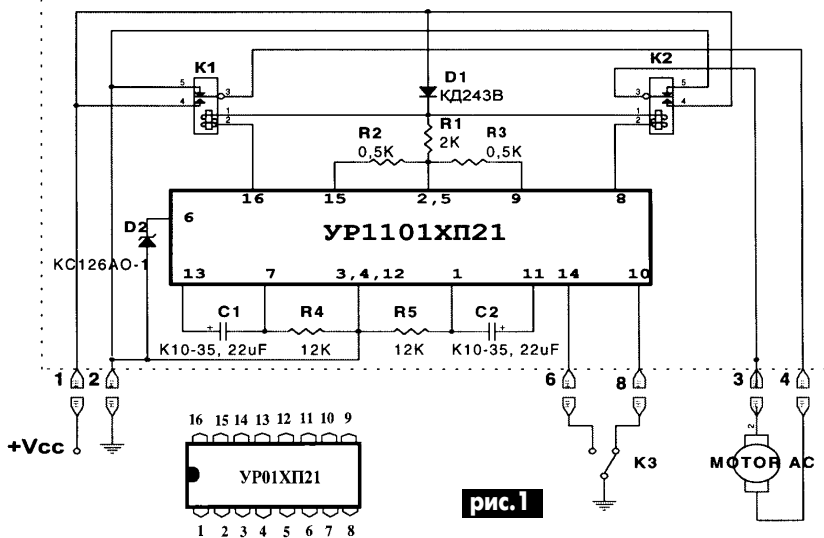 K1
K2
5
3
4
1
2
D1
КД243В
R1
2K
R2
0,5K
R3
0,5K
5
3
4
1
2
16
15
2,5
9
8
6
УР1101ХП21
D2
КС126АО-1
13
7
3,4,12
1
11
14
10
+
C1
R4
R5
+
C2
К10-35, 22uF
12K
12K
К10-35, 22uF
1
2
6
8
3
4
+Vcc
K3
2
MOTOR AC
16 15 14 13 12 11 10 9
УР01ХП21
1 2 3 4 5 6 7 8
рис.1